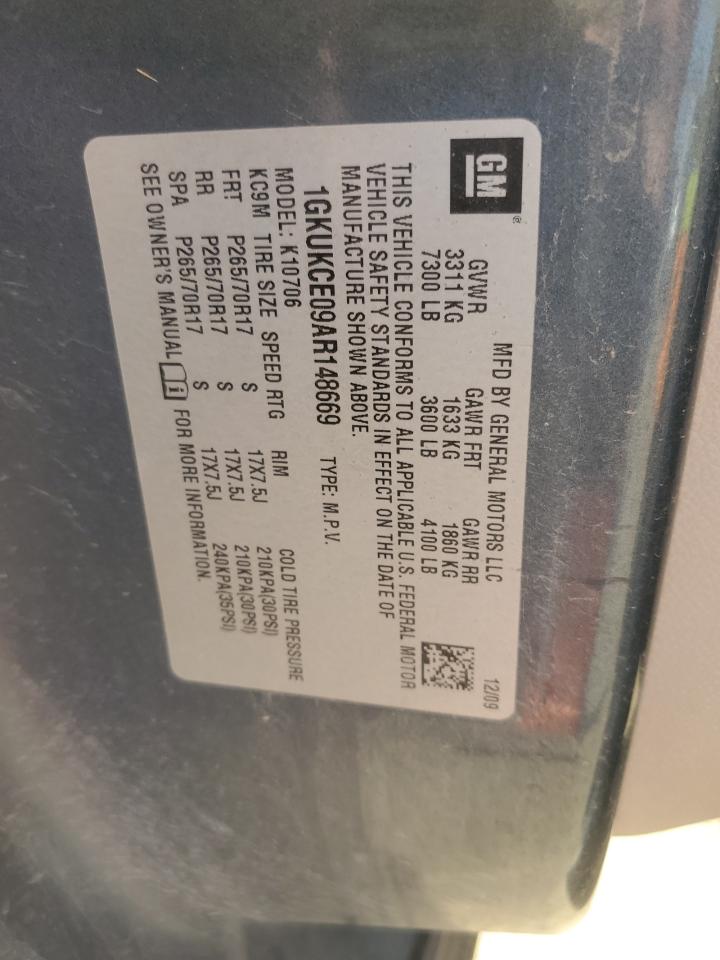 GM
MFD BY GENERAL MOTORS LLC 12/09
GVWR GAWR FRT GAWR RR
3311 KG 1633 KG 1860 KG
7300 LB 3600 LB 4100 LB
THIS VEHICLE CONFORMS TO ALL APPLICABLE U.S. FEDERAL MOTOR
VEHICLE SAFETY STANDARDS IN EFFECT ON THE DATE OF
MANUFACTURE SHOWN ABOVE.
1GKUKCE09AR148669 TYPE: M.P.V.
MODEL: K10706
KC9M TIRE SIZE SPEED RTG RIM COLD TIRE PRESSURE
FRT P265/70R17 S 17X7.5J 210KPA(30PSI)
RR P265/70R17 S 17X7.5J 210KPA(30PSI)
SPA P265/70R17 S 17X7.5J 240KPA(35PSI)
SEE OWNER'S MANUAL i FOR MORE INFORMATION.